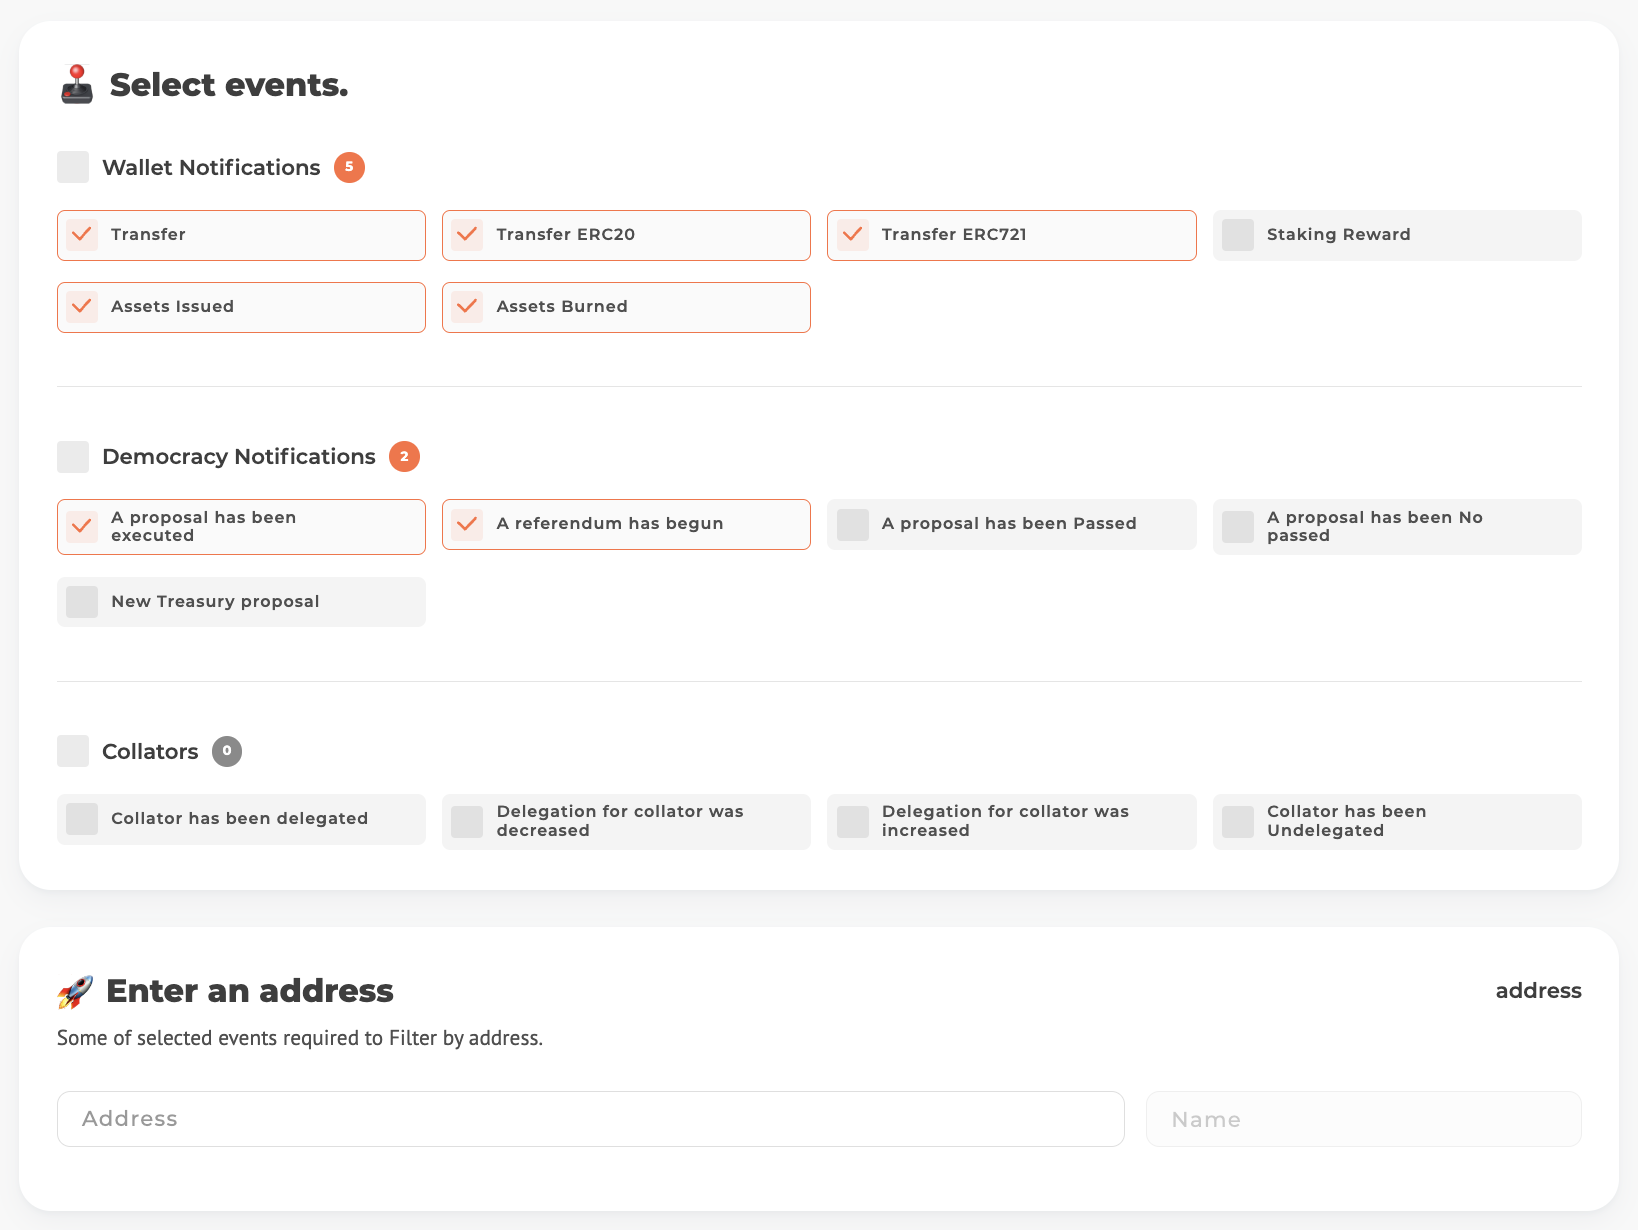 Select events.
Wallet Notifications 5
Transfer
Transfer ERC20
Transfer ERC721
Staking Reward
Assets Issued
Assets Burned
Democracy Notifications 2
A proposal has been
executed
A referendum has begun
A proposal has been Passed
A proposal has been No
passed
New Treasury proposal
Collators 0
Collator has been delegated
Delegation for collator was
decreased
Delegation for collator was
increased
Collator has been
Undelegated
Enter an address
address
Some of selected events required to Filter by address.
Address
Name